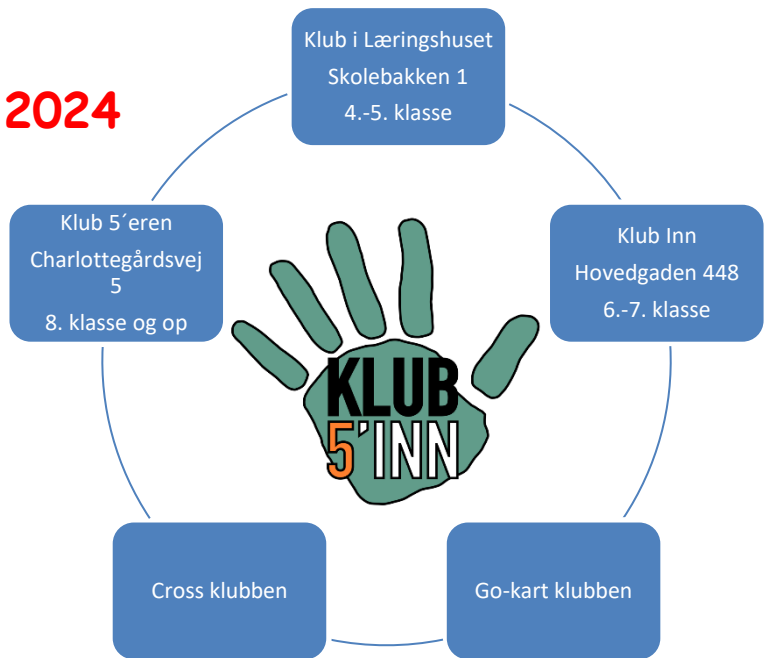 2024
Klub i Læringshuset
Skolebakken 1
4.-5. klasse
Klub 5´eren
Charlottegårdsvej
5
8. klasse og op
Klub Inn
Hovedgaden 448
6.-7. klasse
KLUB
5'INN
Cross klubben
Go-kart klubben